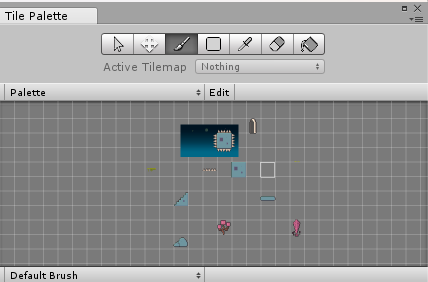 Tile Palette
Active Tilemap Nothing
Palette Edit
Default Brush